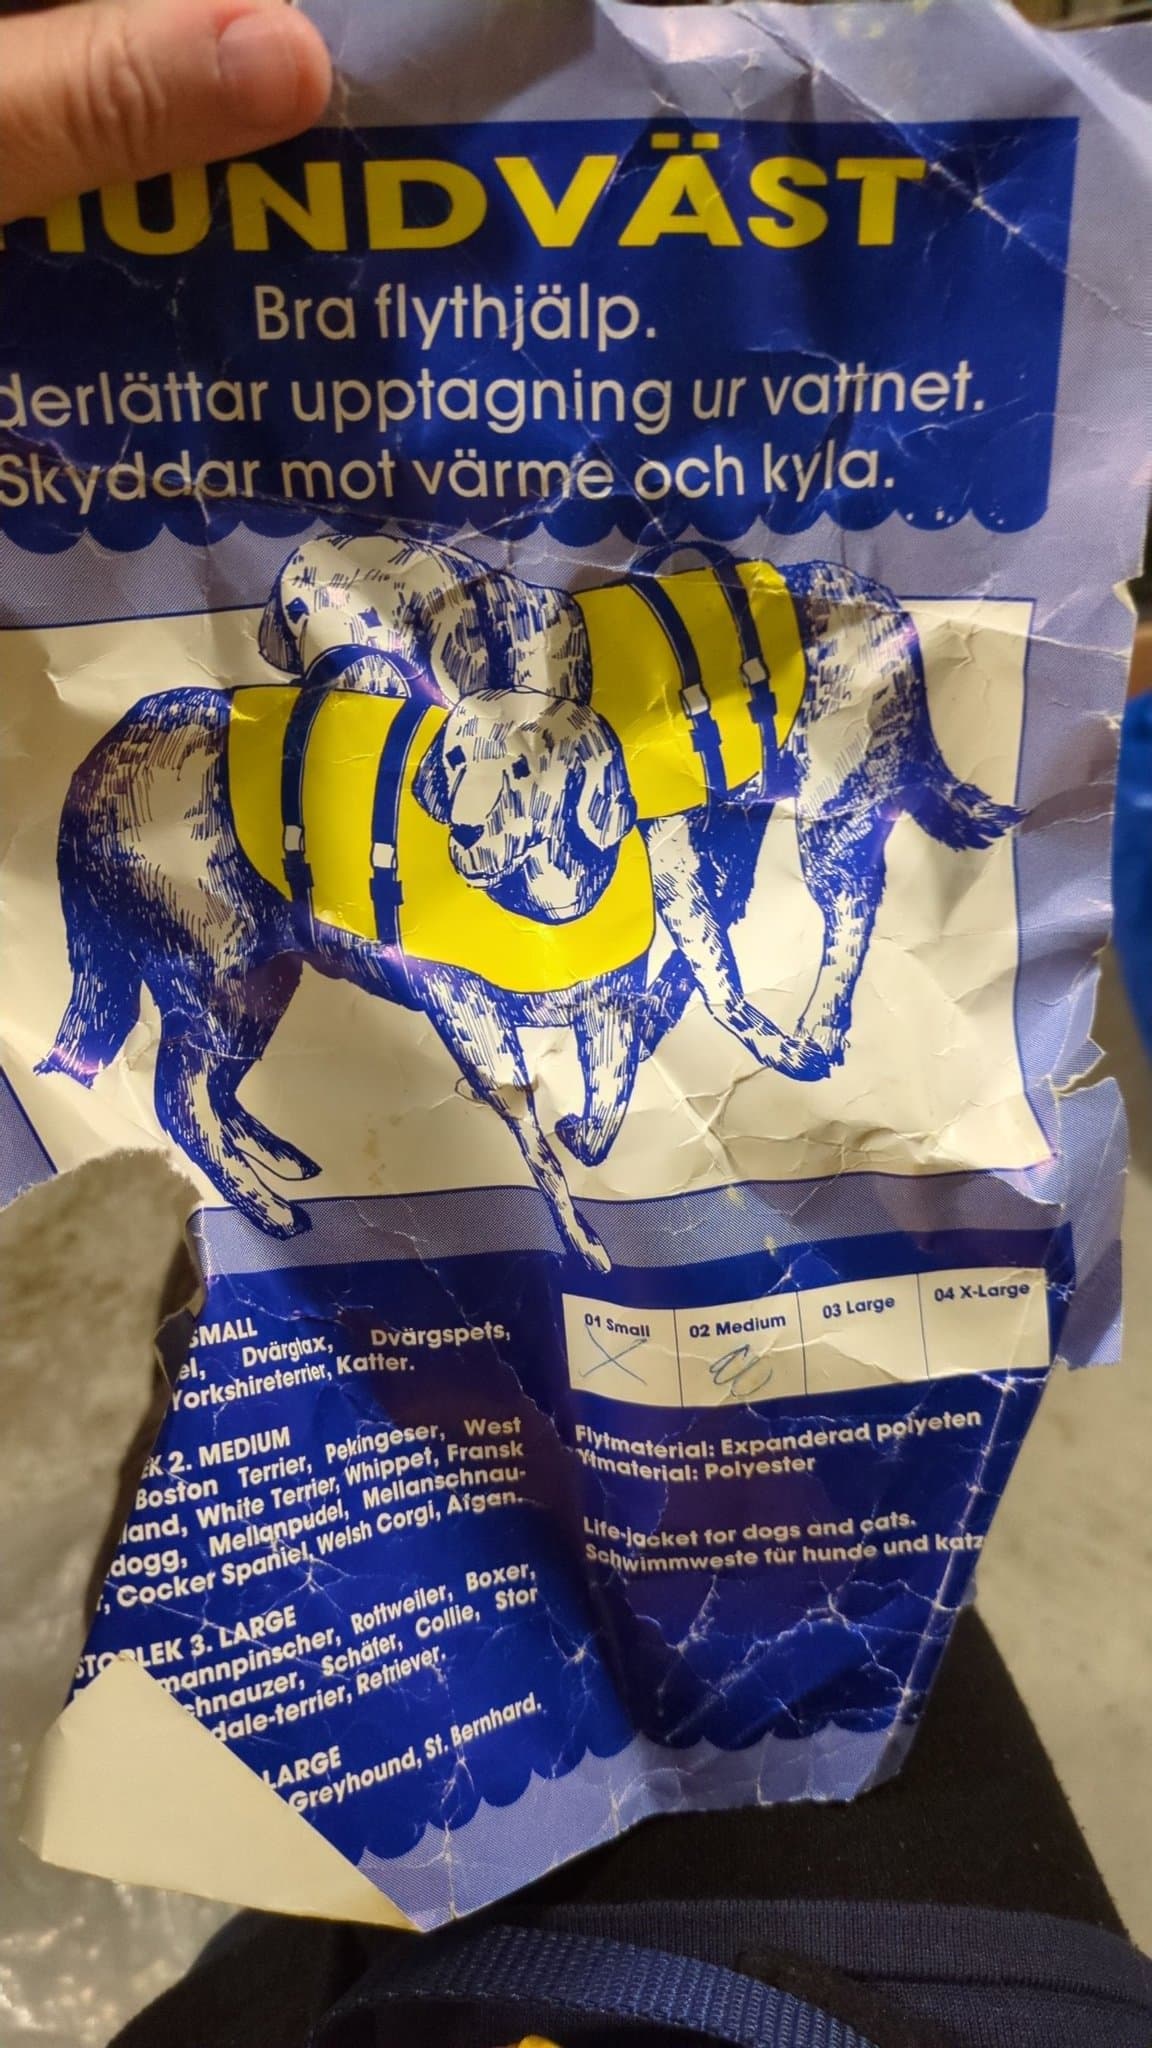 HUNDVÄST
Bra flythjälp.
derlättar upptagning ur vattnet.
Skyddar mot värme och kyla.
SMALL
el, Dvärgtax, Dvärgspets,
Yorkshireterrier, Katter.
EK 2. MEDIUM
Boston Terrier, Pekingeser, West
land, White Terrier, Whippet, Fransk
dogg, Mellanpudel, Mellanschnau-
, Cocker Spaniel, Welsh Corgi, Afgan.
STORLEK 3. LARGE
mannpinscher, Rottweiler, Boxer,
chnauzer, Schäfer, Collie, Stor
dale-terrier, Retriever.
LARGE
Greyhound, St. Bernhard.
01 Small 02 Medium 03 Large 04 X-Large
X
Flytmaterial: Expanderad polyeten
Ytmaterial: Polyester
Life-jacket for dogs and cats.
Schwimmweste für hunde und katz